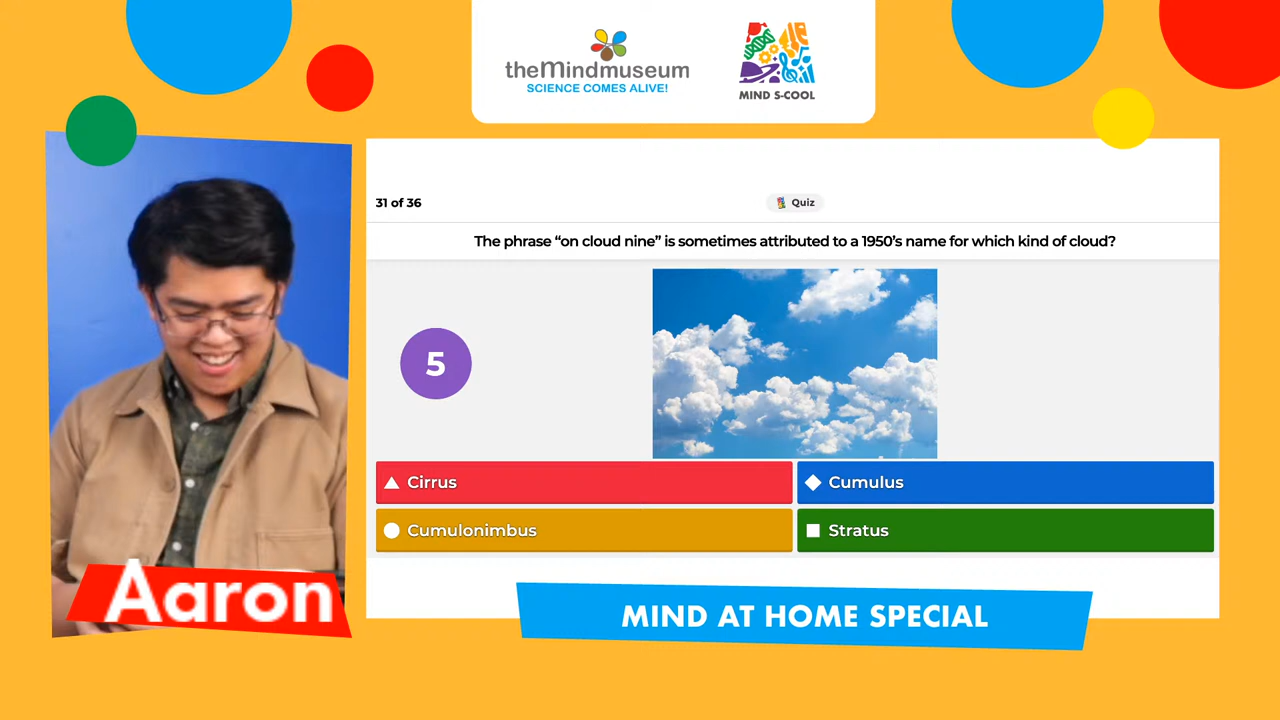 themindmuseum
SCIENCE COMES ALIVE!
MIND S-COOL
31 of 36
Quiz
The phrase “on cloud nine” is sometimes attributed to a 1950’s name for which kind of cloud?
5
Cirrus
Cumulus
Cumulonimbus
Stratus
Aaron
MIND AT HOME SPECIAL